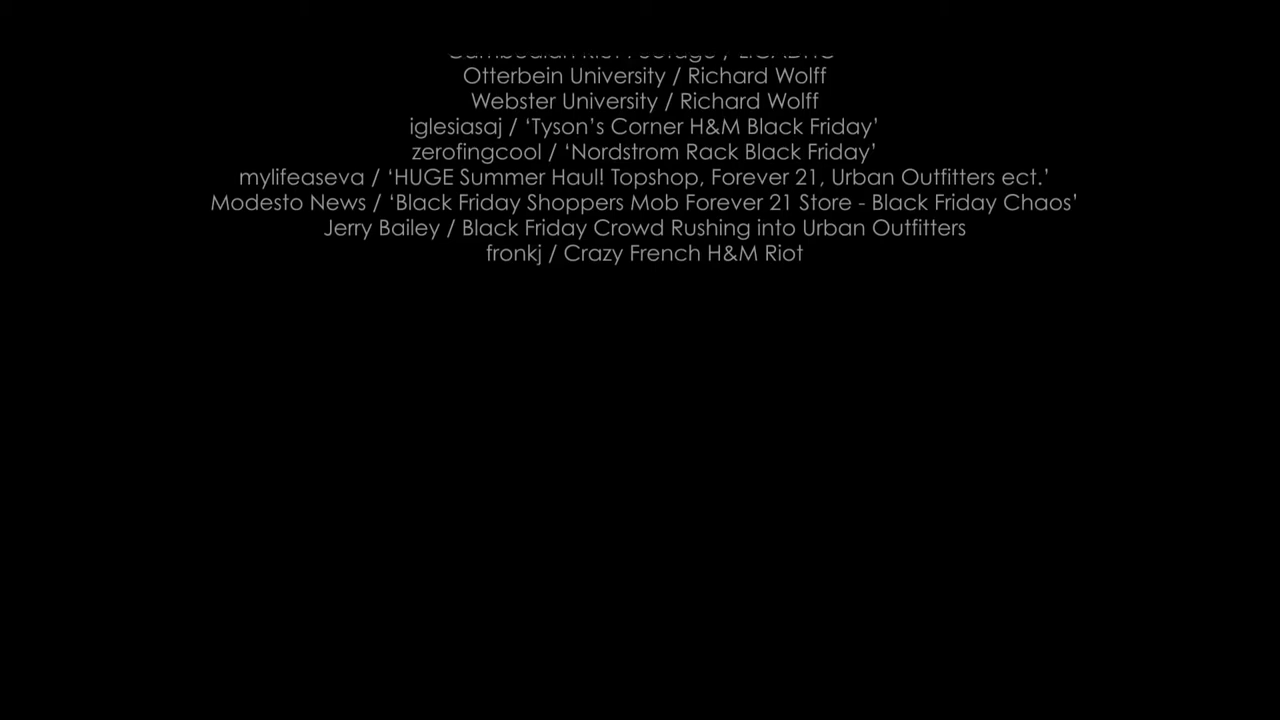 Otterbein University / Richard Wolff
Webster University / Richard Wolff
iglesiasaj / ‘Tyson’s Corner H&M Black Friday’
zerofingcool / ‘Nordstrom Rack Black Friday’
mylifeaseva / ‘HUGE Summer Haul! Topshop, Forever 21, Urban Outfitters ect.’
Modesto News / ‘Black Friday Shoppers Mob Forever 21 Store - Black Friday Chaos’
Jerry Bailey / Black Friday Crowd Rushing into Urban Outfitters
fronkj / Crazy French H&M Riot